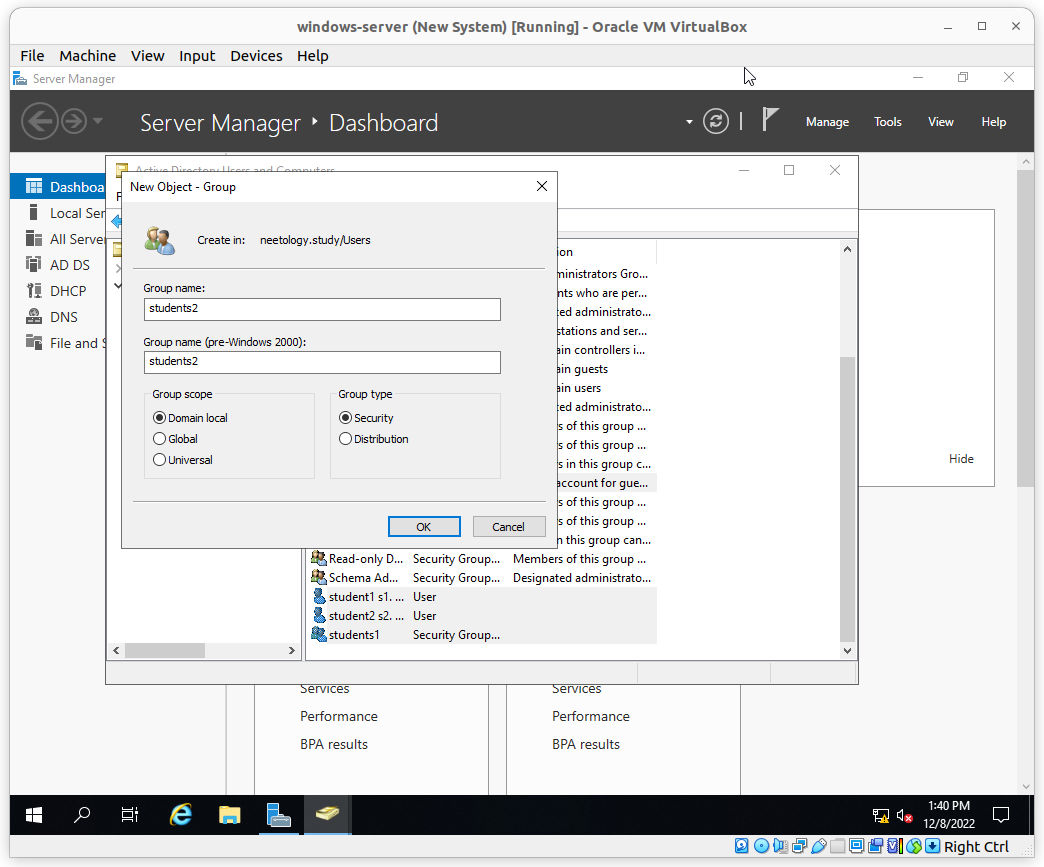 windows-server (New System) [Running] - Oracle VM VirtualBox
File Machine View Input Devices Help
Server Manager
Server Manager Dashboard
Manage Tools View Help
Active Directory Users and Computers
New Object - Group
Dashboa
Local Ser
All Server
AD DS
DHCP
DNS
File and S
Create in: neetology.study/Users
Group name:
students2
Group name (pre-Windows 2000):
students2
Group scope
Domain local
Global
Universal
Group type
Security
Distribution
OK Cancel
ion
ministrators Gro...
nts who are per...
ted administrato...
stations and ser...
ain controllers i...
ain guests
ain users
ted administrato...
s of this group ...
s of this group ...
s in this group c...
account for gue...
s of this group ...
s of this group ...
n this group can...
Read-only D... Security Group... Members of this group ...
Schema Ad... Security Group... Designated administrato...
student1 s1. ... User
student2 s2. ... User
students1 Security Group...
Hide
Services
Performance
BPA results
Services
Performance
BPA results
1:40 PM
12/8/2022
Right Ctrl